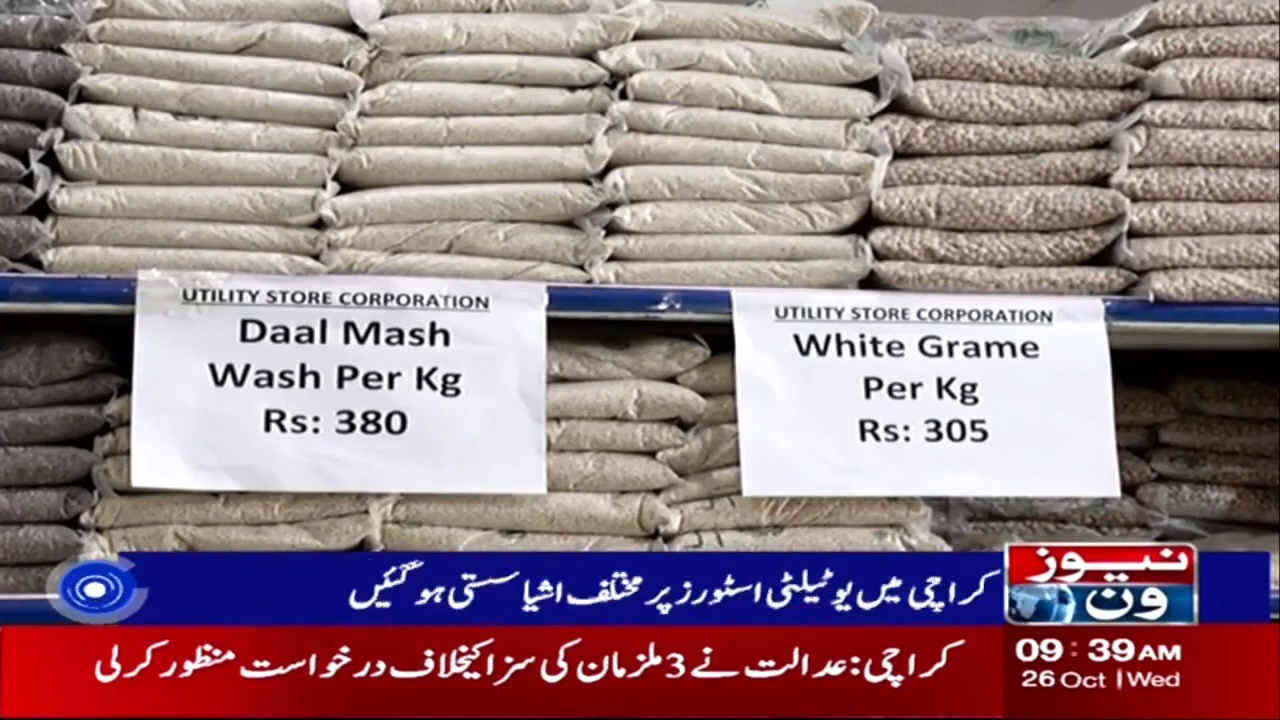 UTILITY STORE CORPORATION
Daal Mash
Wash Per Kg
Rs: 380
UTILITY STORE CORPORATION
White Grame
Per Kg
Rs: 305
کراچی میں یوٹیلٹی اسٹورز پر مختلف اشیا سستی ہوگئیں
نیوز
ون
کراچی: عدالت نے 3 ملزمان کی سزا کیخلاف درخواست منظور کرلی
09:39 AM
26 Oct | Wed